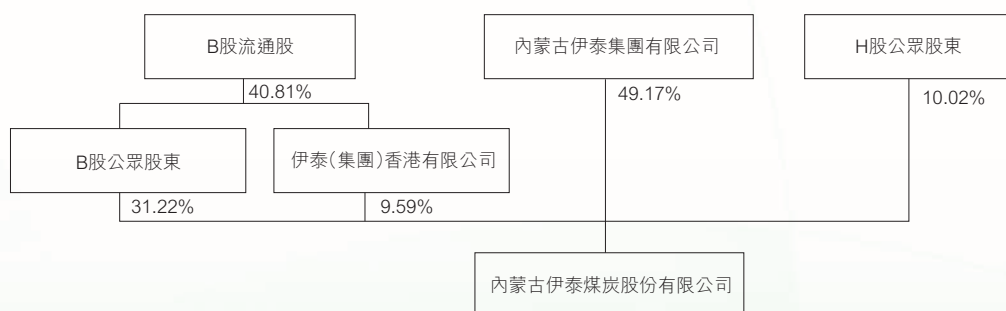 B股流通股
內蒙古伊泰集團有限公司
H股公眾股東
40.81%
49.17%
10.02%
B股公眾股東
伊泰(集團)香港有限公司
31.22%
9.59%
內蒙古伊泰煤炭股份有限公司